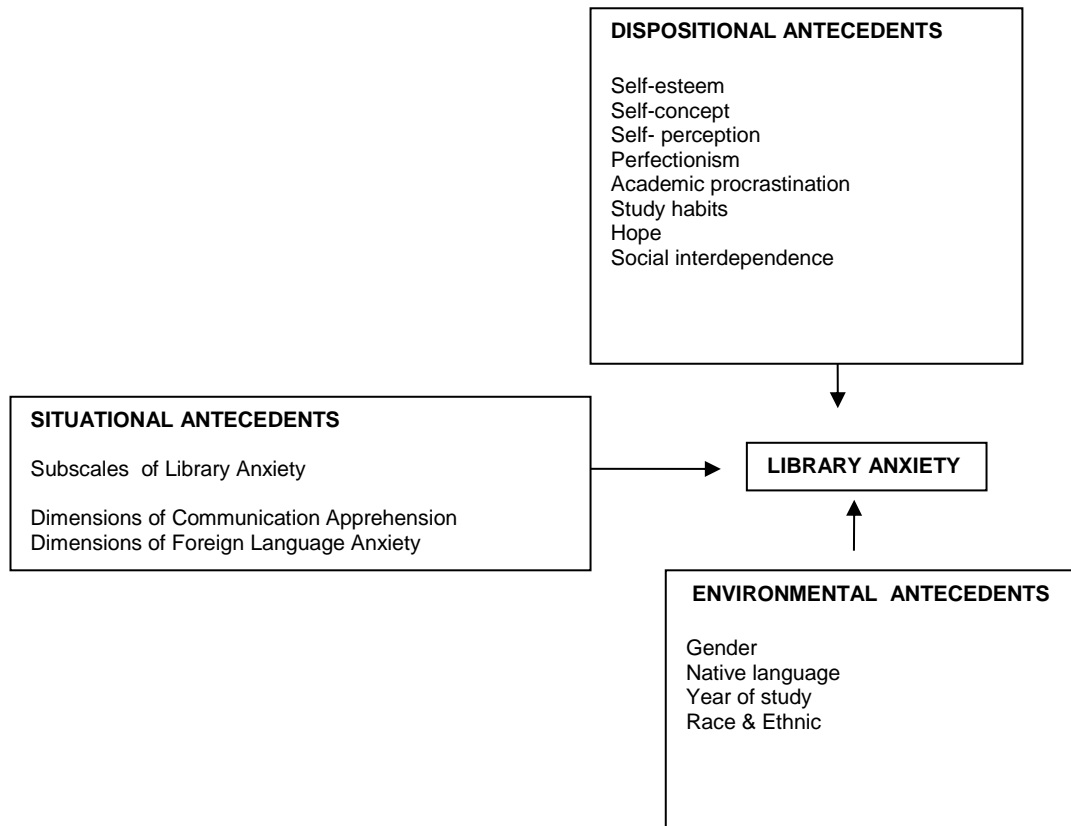 DISPOSITIONAL ANTECEDENTS
Self-esteem
Self-concept
Self- perception
Perfectionism
Academic procrastination
Study habits
Hope
Social interdependence
SITUATIONAL ANTECEDENTS
Subscales of Library Anxiety
Dimensions of Communication Apprehension
Dimensions of Foreign Language Anxiety
LIBRARY ANXIETY
ENVIRONMENTAL ANTECEDENTS
Gender
Native language
Year of study
Race & Ethnic